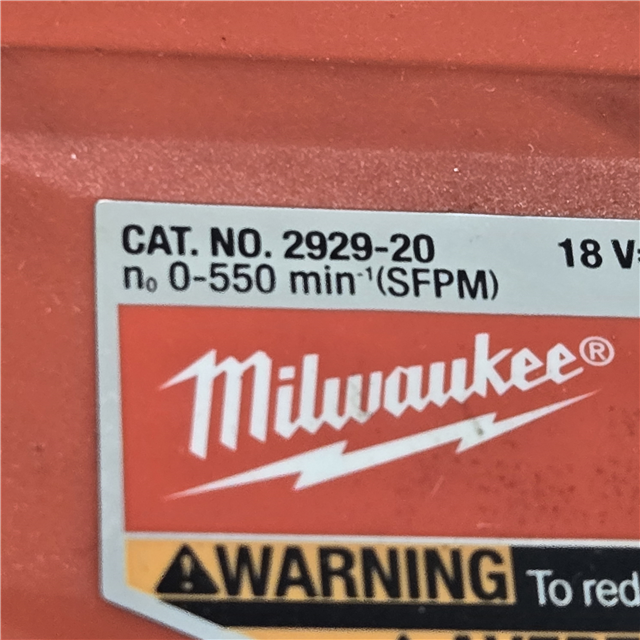 CAT. NO. 2929-20
18 V
n₀ 0-550 min⁻¹(SFPM)
Milwaukee®
⚠WARNING To red